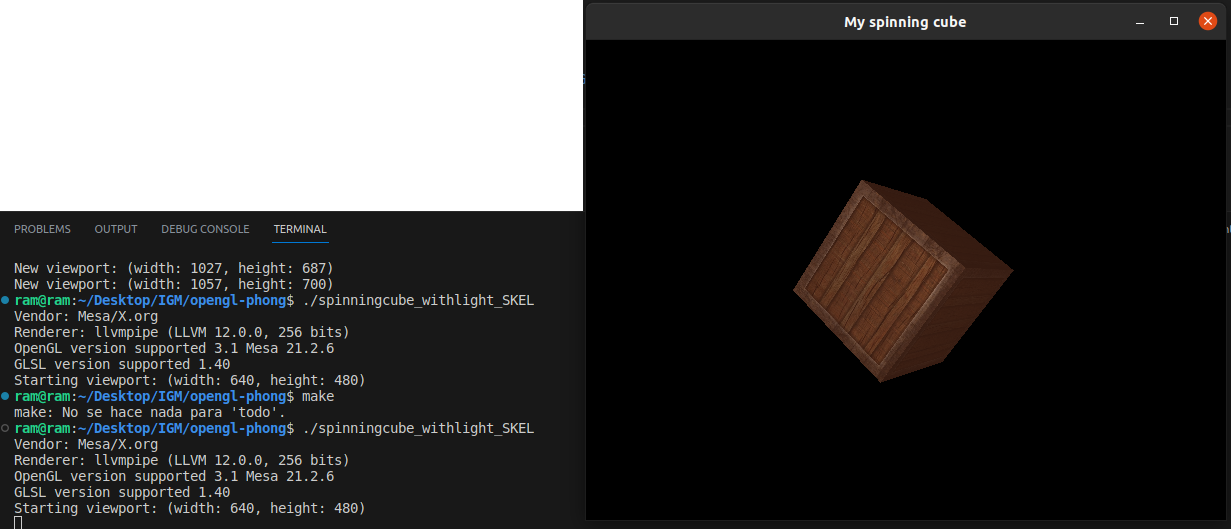 My spinning cube
PROBLEMS OUTPUT DEBUG CONSOLE TERMINAL
New viewport: (width: 1027, height: 687)
New viewport: (width: 1057, height: 700)
ram@ram:~/Desktop/IGM/opengl-phong$ ./spinningcube_withlight_SKEL
Vendor: Mesa/X.org
Renderer: llvmpipe (LLVM 12.0.0, 256 bits)
OpenGL version supported 3.1 Mesa 21.2.6
GLSL version supported 1.40
Starting viewport: (width: 640, height: 480)
ram@ram:~/Desktop/IGM/opengl-phong$ make
make: No se hace nada para 'todo'.
ram@ram:~/Desktop/IGM/opengl-phong$ ./spinningcube_withlight_SKEL
Vendor: Mesa/X.org
Renderer: llvmpipe (LLVM 12.0.0, 256 bits)
OpenGL version supported 3.1 Mesa 21.2.6
GLSL version supported 1.40
Starting viewport: (width: 640, height: 480)